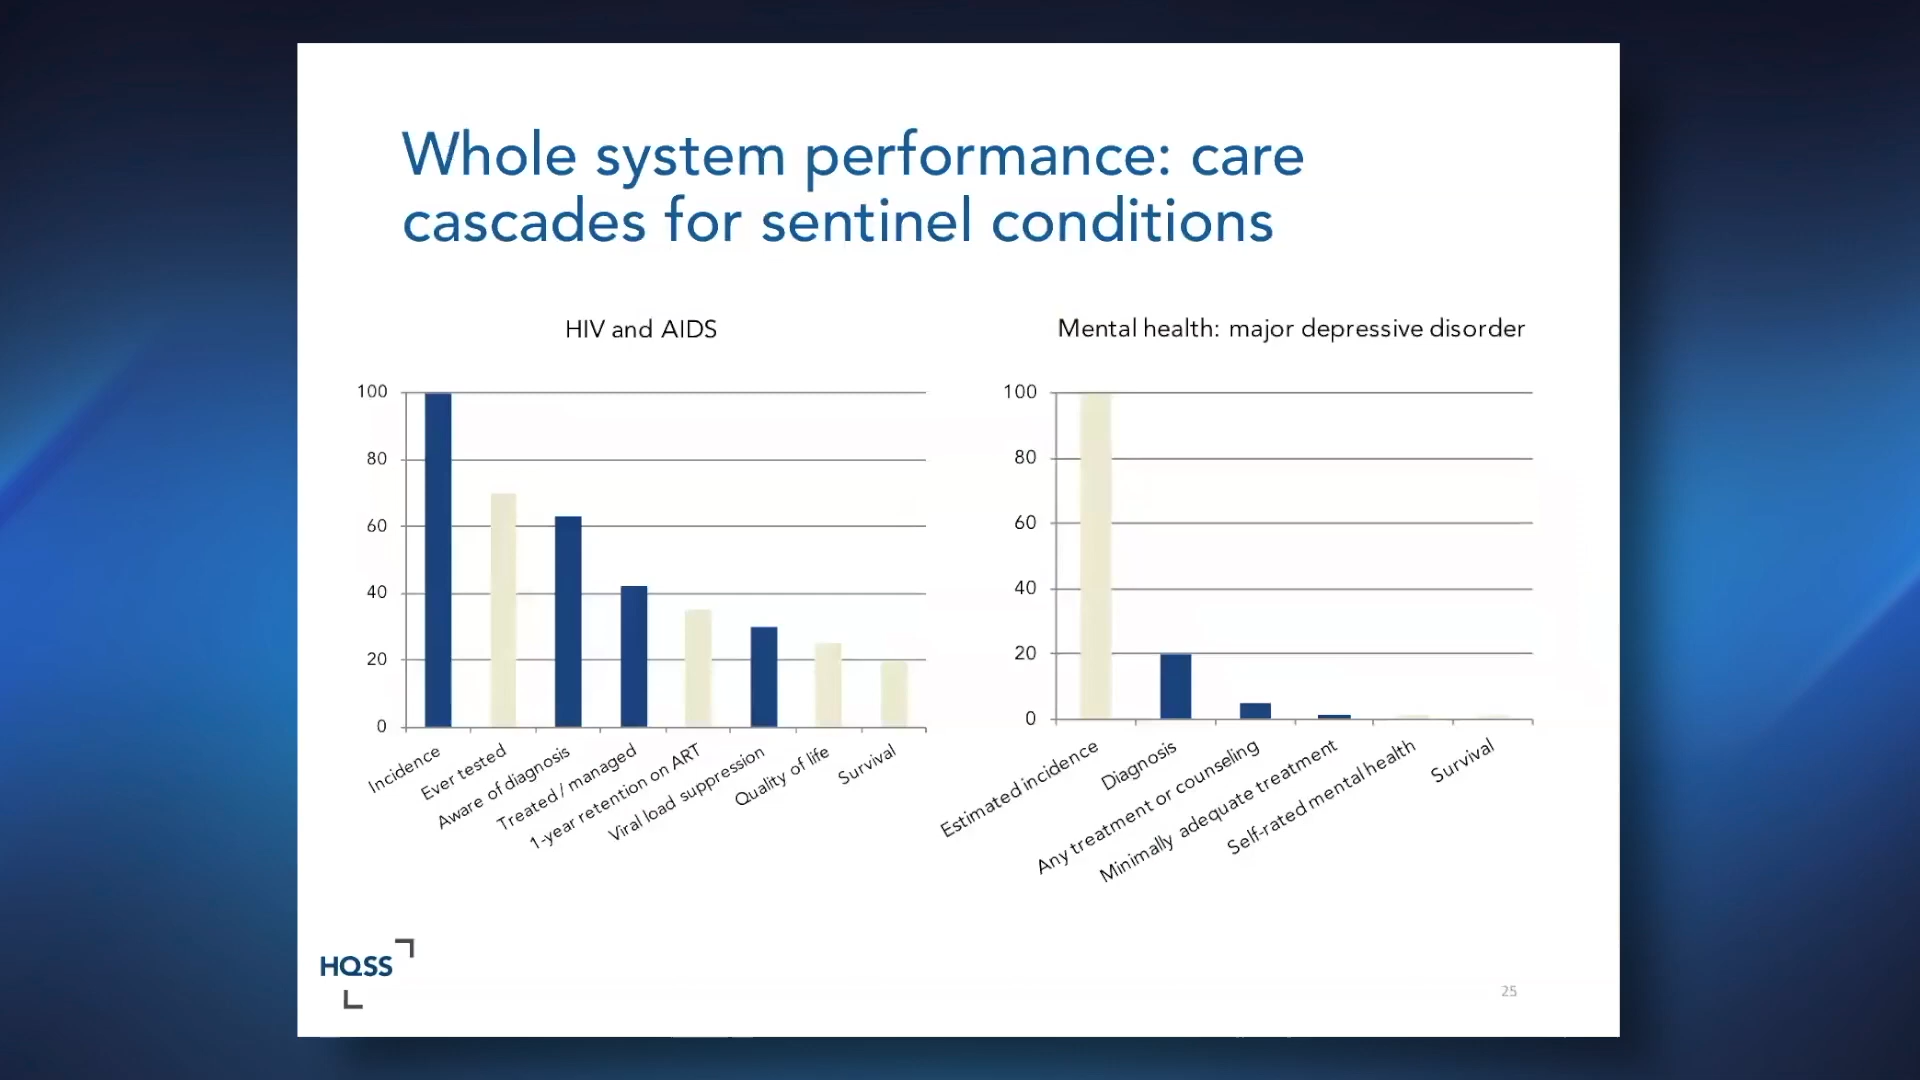 Whole system performance: care
cascades for sentinel conditions
HIV and AIDS
100
80
60
40
20
0
Incidence
Ever tested
Aware of diagnosis
Treated / managed
1-year retention on ART
Viral load suppression
Quality of life
Survival
Mental health: major depressive disorder
100
80
60
40
20
0
Estimated incidence
Diagnosis
Any treatment or counseling
Minimally adequate treatment
Self-rated mental health
Survival
HQSS
25